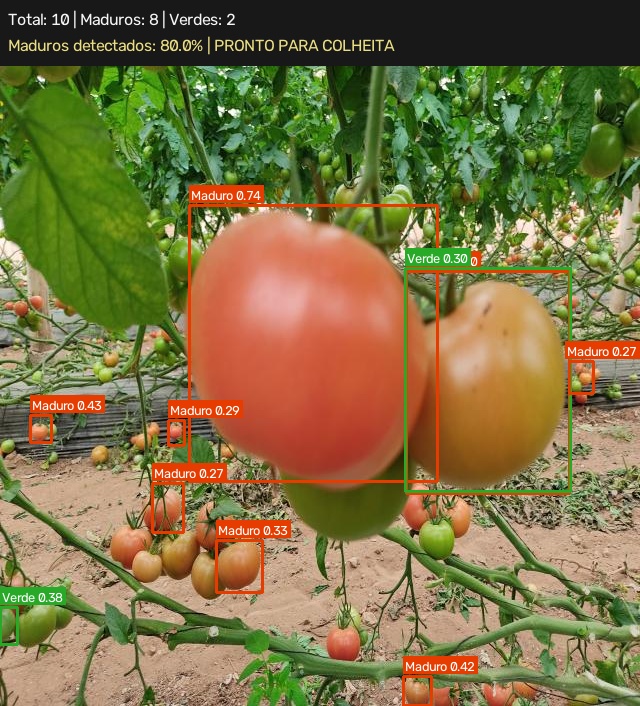 Total: 10 | Maduros: 8 | Verdes: 2
Maduros detectados: 80.0% | PRONTO PARA COLHEITA
Maduro 0.74
Verde 0.30
Maduro 0.27
Maduro 0.43
Maduro 0.29
Maduro 0.27
Maduro 0.33
Verde 0.38
Maduro 0.42